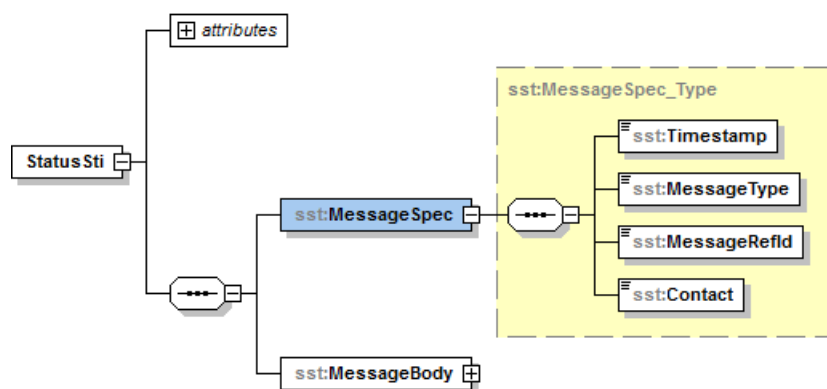 attributes
sst:MessageSpec_Type
sst:Timestamp
StatusSti
sst:MessageType
sst:MessageSpec
sst:MessageRefId
sst:Contact
sst:MessageBody